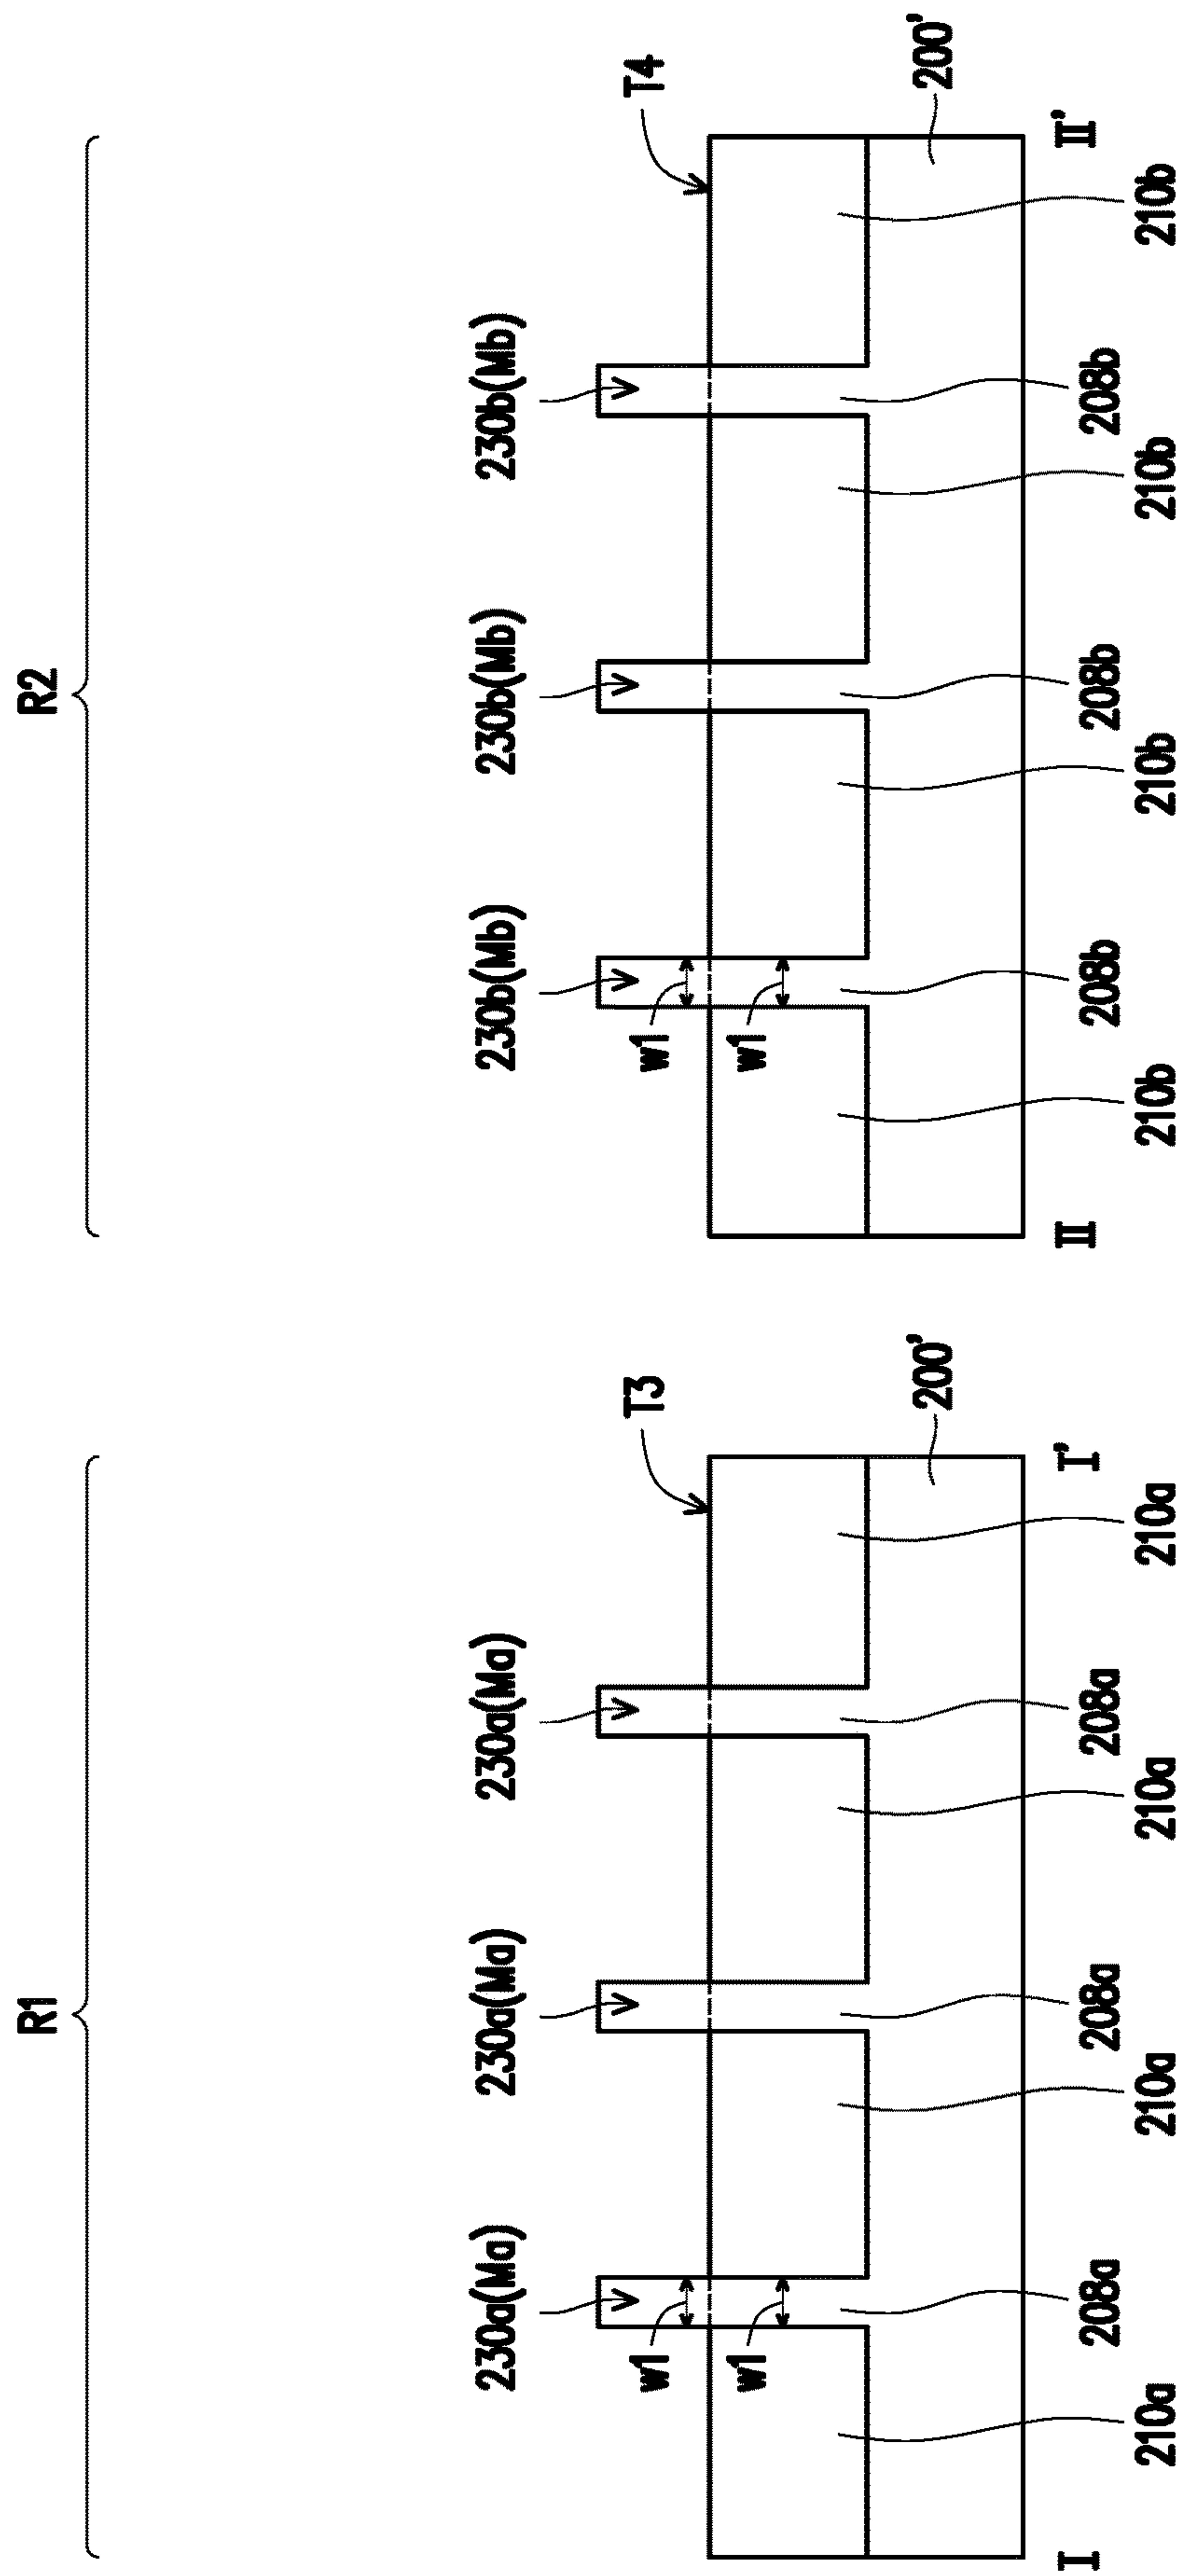 R1 R2
230a(Ma) 230a(Ma) 230a(Ma) 230b(Mb) 230b(Mb) 230b(Mb)
w1 T3 w1 T4
w1 w1
200' 200'
I I' II II'
208a 208a 208a 208b 208b 208b
210a 210a 210a 210a 210b 210b 210b 210b